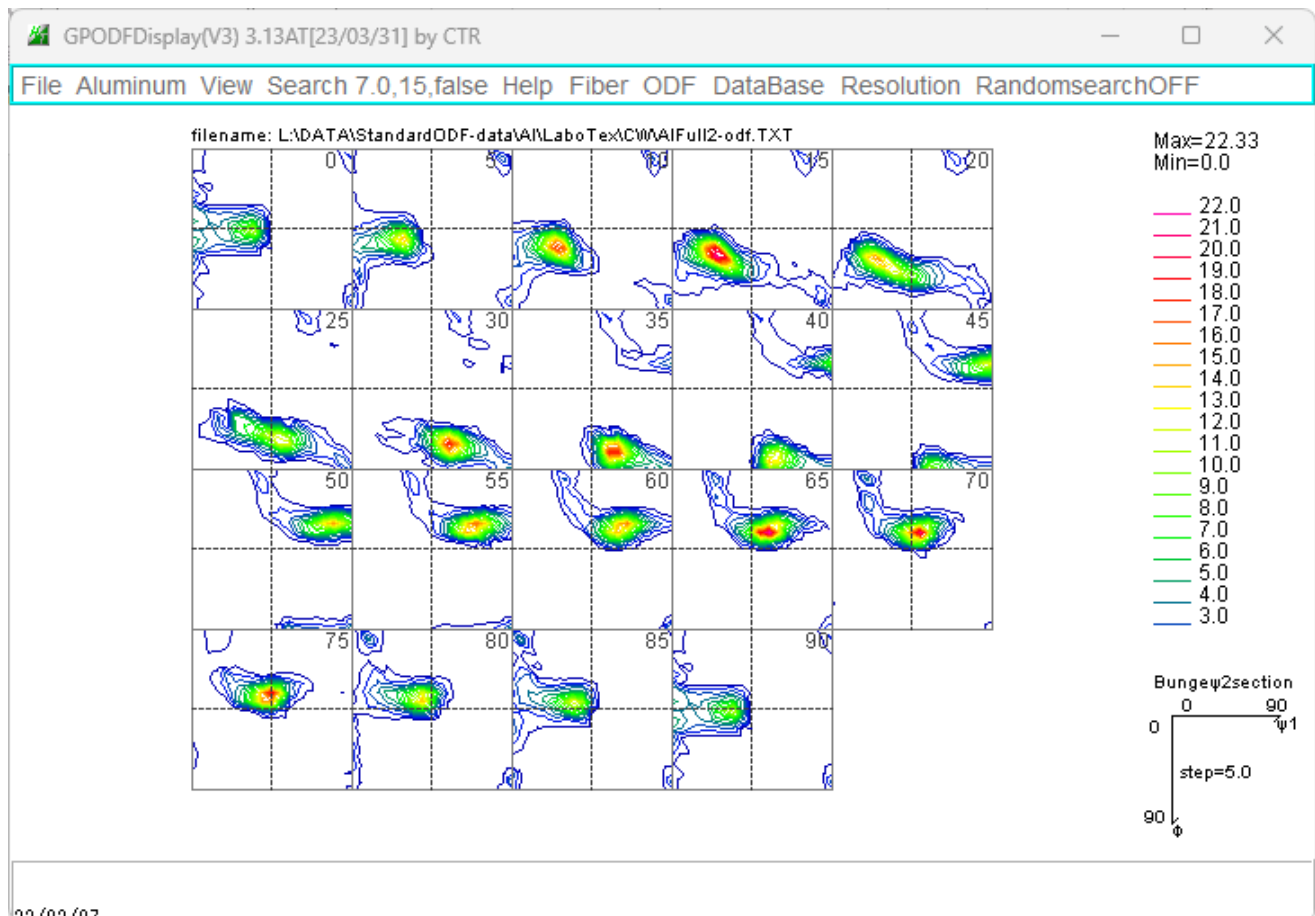 GPODFDisplay(V3) 3.13AT[23/03/31] by CTR
File Aluminum View Search 7.0,15,false Help Fiber ODF DataBase Resolution RandomsearchOFF
filename: L:\DATA\StandardODF-data\Al\LaboTex\CW\AlFull2-odf.TXT
Max=22.33
Min=0.0
0 5 10 15 20
25 30 35 40 45
50 55 60 65 70
75 80 85 90
22.0
21.0
20.0
19.0
18.0
17.0
16.0
15.0
14.0
13.0
12.0
11.0
10.0
9.0
8.0
7.0
6.0
5.0
4.0
3.0
Bungeψ2section
0 90
0 ψ1
step=5.0
90
Φ